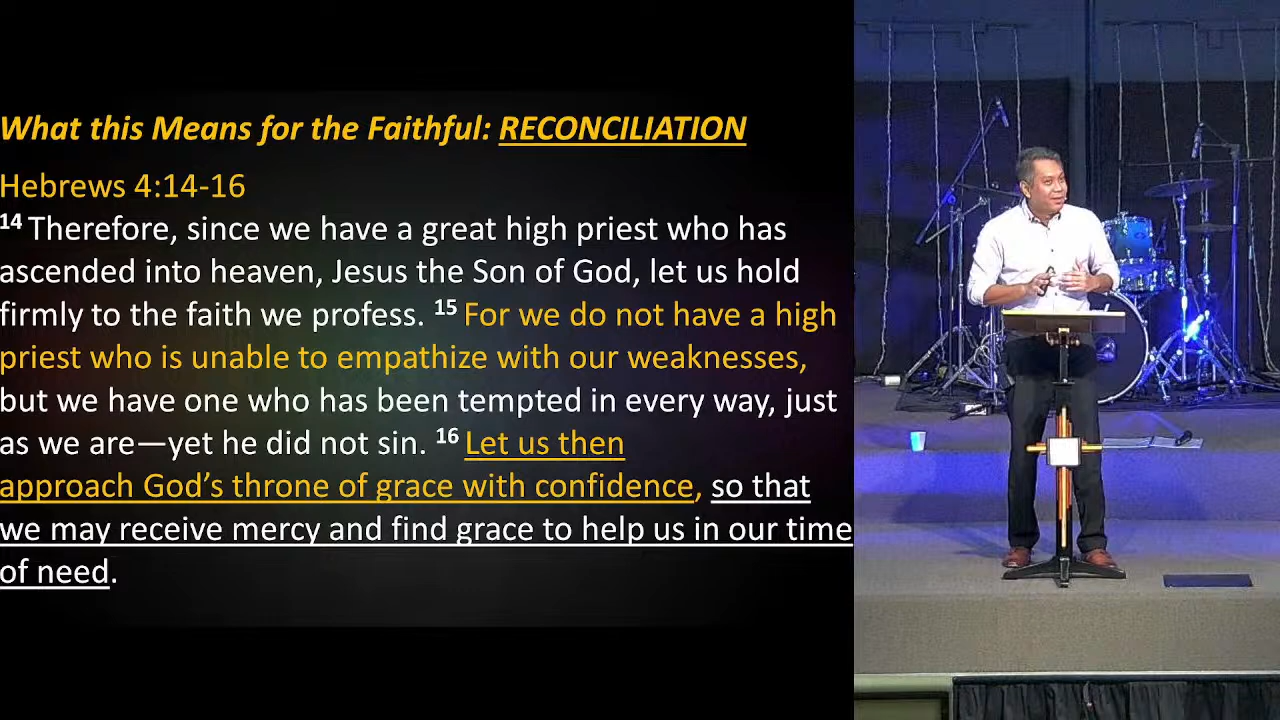 What this Means for the Faithful: RECONCILIATION
Hebrews 4:14-16
14 Therefore, since we have a great high priest who has
ascended into heaven, Jesus the Son of God, let us hold
firmly to the faith we profess. 15 For we do not have a high
priest who is unable to empathize with our weaknesses,
but we have one who has been tempted in every way, just
as we are—yet he did not sin. 16 Let us then
approach God’s throne of grace with confidence, so that
we may receive mercy and find grace to help us in our time
of need.